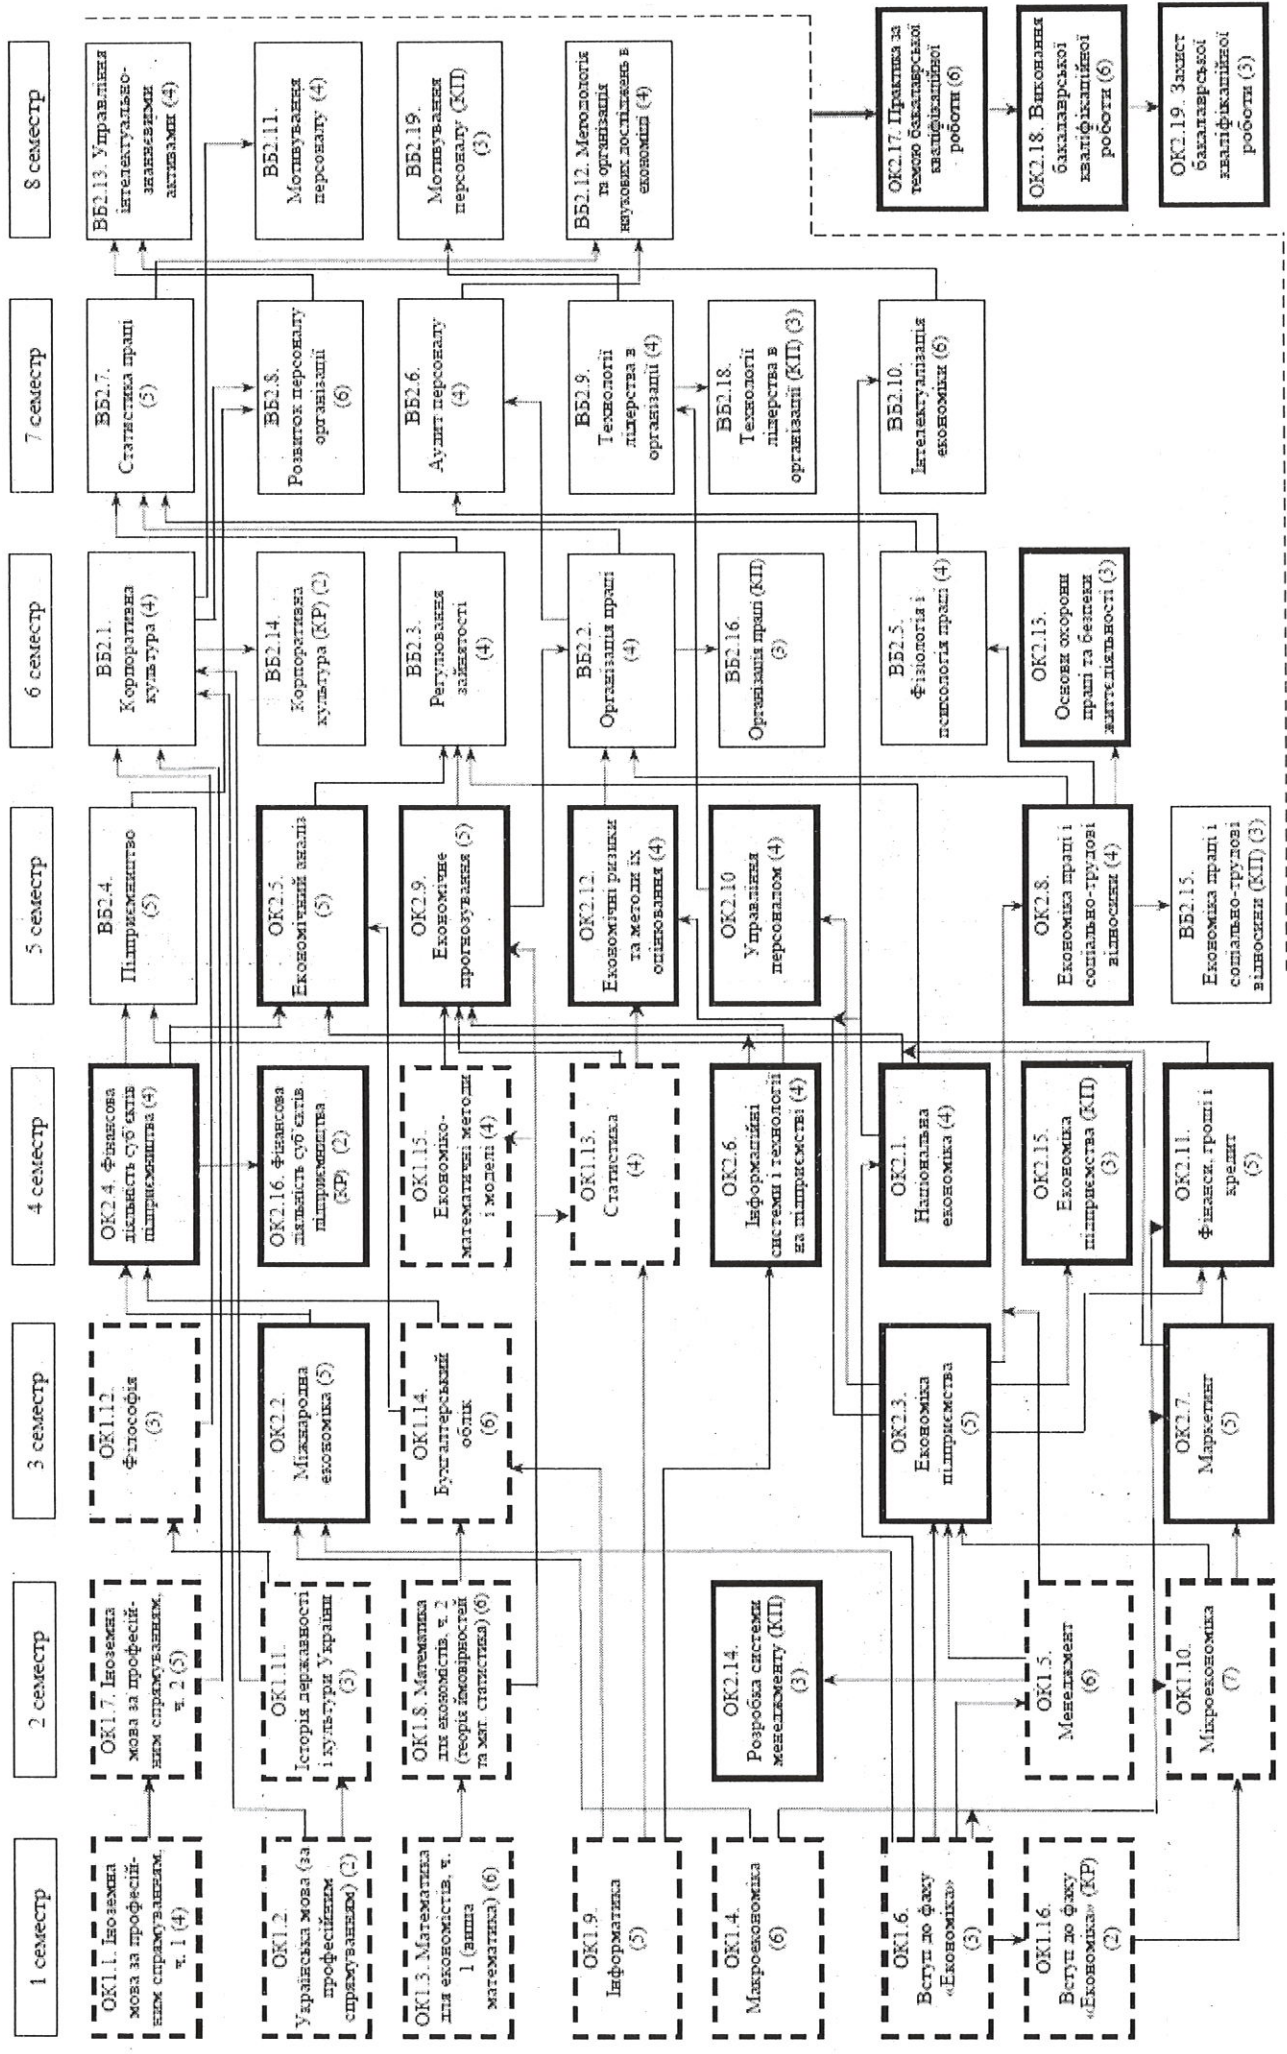 1 семестр
ОК1.1. Іноземна
мова за професій-
ним спрямуванням,
ч. 1 (4)
ОК1.2.
Українська мова (за
професійним
спрямуванням) (2)
ОК1.3. Математика
для економістів, ч.
1 (вища
математика) (6)
ОК1.9.
Інформатика
(5)
ОК1.4.
Макроекономіка
(6)
ОК1.6.
Вступ до фаху
«Економіка»
(3)
ОК1.16.
Вступ до фаху
«Економіка» (КР)
(2)
2 семестр
ОК1.7. Іноземна
мова за професій-
ним спрямуванням,
ч. 2 (5)
ОК1.11.
Історія державності
і культури України
(3)
ОК1.8. Математика
для економістів, ч. 2
(теорія ймовірностей
та мат. статистика) (6)
ОК2.14.
Розробка системи
менеджменту (КП)
(3)
ОК1.5.
Менеджмент
(6)
ОК1.10.
Мікроекономіка
(7)
3 семестр
ОК1.12.
Філософія
(3)
ОК2.2.
Міжнародна
економіка (5)
ОК1.14.
Бухгалтерський
облік
(6)
ОК2.3.
Економіка
підприємства
(5)
ОК2.7.
Маркетинг
(5)
4 семестр
ОК2.4. Фінансова
діяльність суб'єктів
підприємництва (4)
ОК2.16. Фінансова
діяльність суб'єктів
підприємництва
(КР) (2)
ОК1.15.
Економіко-
математичні методи
і моделі (4)
ОК1.13.
Статистика
(4)
ОК2.6.
Інформаційні
системи і технології
на підприємстві (4)
ОК2.1.
Національна
економіка (4)
ОК2.15.
Економіка
підприємства (КП)
(3)
ОК2.11.
Фінанси, гроші і
кредит
(5)
5 семестр
ВБ2.4.
Підприємництво
(5)
ОК2.5.
Економічний аналіз
(5)
ОК2.9.
Економічне
прогнозування (5)
ОК2.12.
Економічні ризики
та методи їх
оцінювання (4)
ОК2.10
Управління
персоналом (4)
ОК2.8.
Економіка праці і
соціально-трудові
відносини (4)
ВБ2.15.
Економіка праці і
соціально-трудові
відносини (КП) (3)
6 семестр
ВБ2.1.
Корпоративна
культура (4)
ВБ2.14.
Корпоративна
культура (КР) (2)
ВБ2.3.
Регулювання
зайнятості
(4)
ВБ2.2.
Організація праці
(4)
ВБ2.16.
Організація праці (КП)
(3)
ВБ2.5.
Фізіологія і
психологія праці (4)
ОК2.13.
Основи охорони
праці та безпеки
життєдіяльності (3)
7 семестр
ВБ2.7.
Статистика праці
(5)
ВБ2.8.
Розвиток персоналу
організації
(6)
ВБ2.6.
Аудит персоналу
(4)
ВБ2.9.
Технології
лідерства в
організації (4)
ВБ2.18.
Технології
лідерства в
організації (КП) (3)
ВБ2.10.
Інтелектуалізація
економіки (6)
8 семестр
ВБ2.13. Управління
інтелектуально-
знаннєвими
активами (4)
ВБ2.11.
Мотивування
персоналу (4)
ВБ2.19.
Мотивування
персоналу (КП)
(3)
ВБ2.12. Методологія
та організація
наукових досліджень в
економіці (4)
ОК2.17. Практика за
темою бакалаврської
кваліфікаційної
роботи (6)
ОК2.18. Виконання
бакалаврської
кваліфікаційної
роботи (6)
ОК2.19. Захист
бакалаврської
кваліфікаційної
роботи (3)